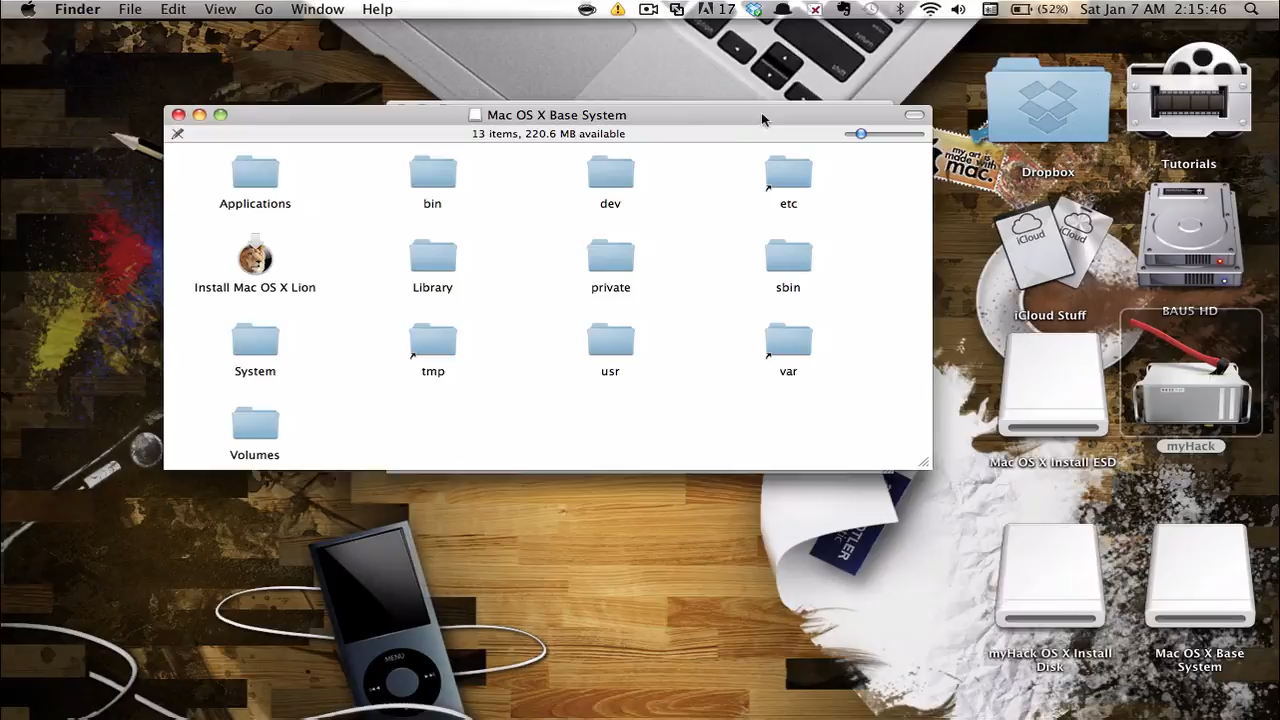 Finder File Edit View Go Window Help
17 (52%) Sat Jan 7 AM 2:15:46
Mac OS X Base System
13 items, 220.6 MB available
Applications bin dev etc
Install Mac OS X Lion Library private sbin
System tmp usr var
Volumes
my art is
made with
mac.
Dropbox
Tutorials
iCloud
iCloud
iCloud Stuff
BAU5 HD
Mac OS X Install ESD
myHack
myHack OS X Install
Disk
Mac OS X Base
System
MENU